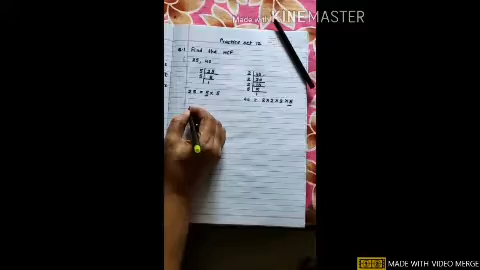 Made with KINEMASTER
Practice set 12
Q.1 Find the HCF
1. 25, 40
5 25
5 5
1
2 40
2 20
2 10
5 5
1
25 = 5 x 5
40 = 2 x 2 x 2 x 5
MADE WITH VIDEO MERGE